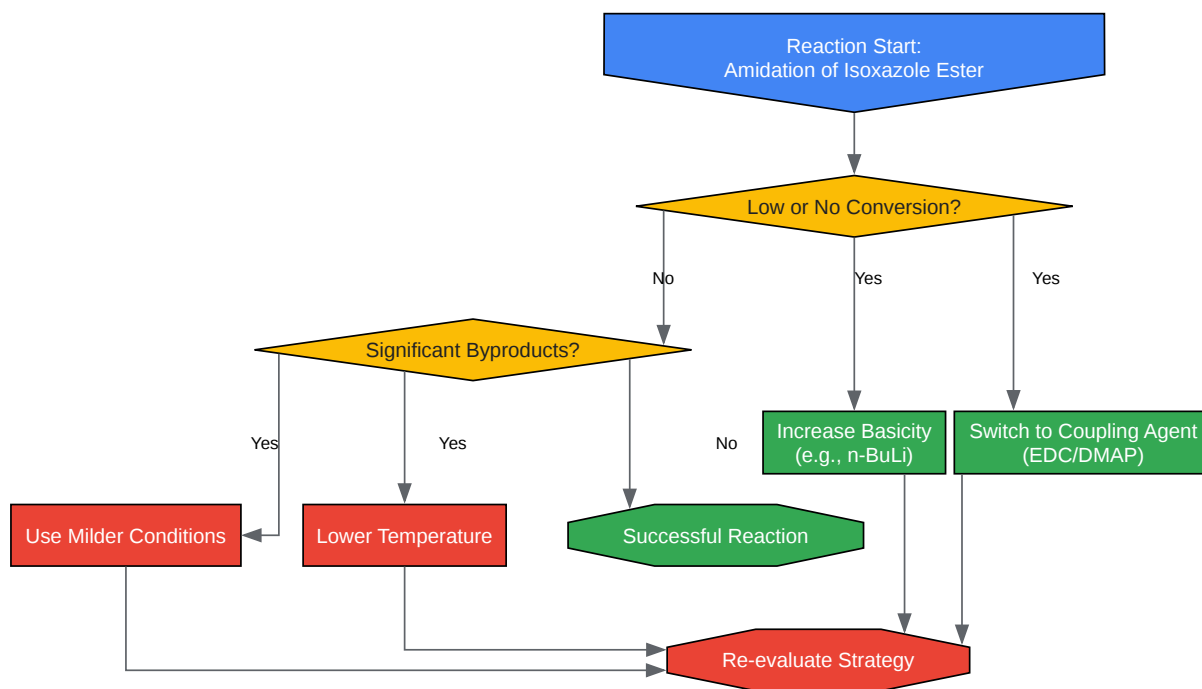 Reaction Start:
Amidation of Isoxazole Ester
Low or No Conversion?
No
Yes
Yes
Significant Byproducts?
Yes
Yes
No
Increase Basicity
(e.g., n-BuLi)
Switch to Coupling Agent
(EDC/DMAP)
Use Milder Conditions
Lower Temperature
Successful Reaction
Re-evaluate Strategy